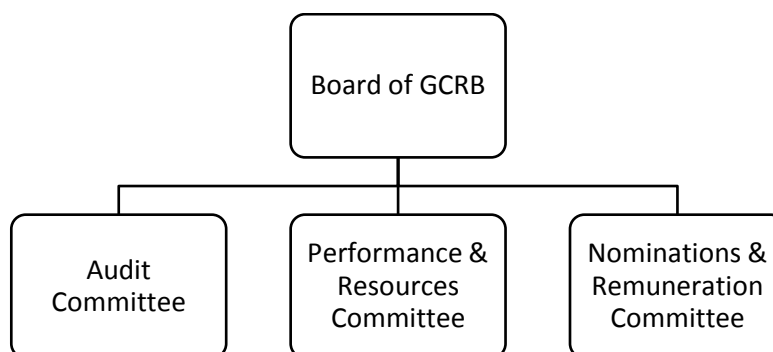 Board of GCRB
Audit
Committee
Performance &
Resources
Committee
Nominations &
Remuneration
Committee